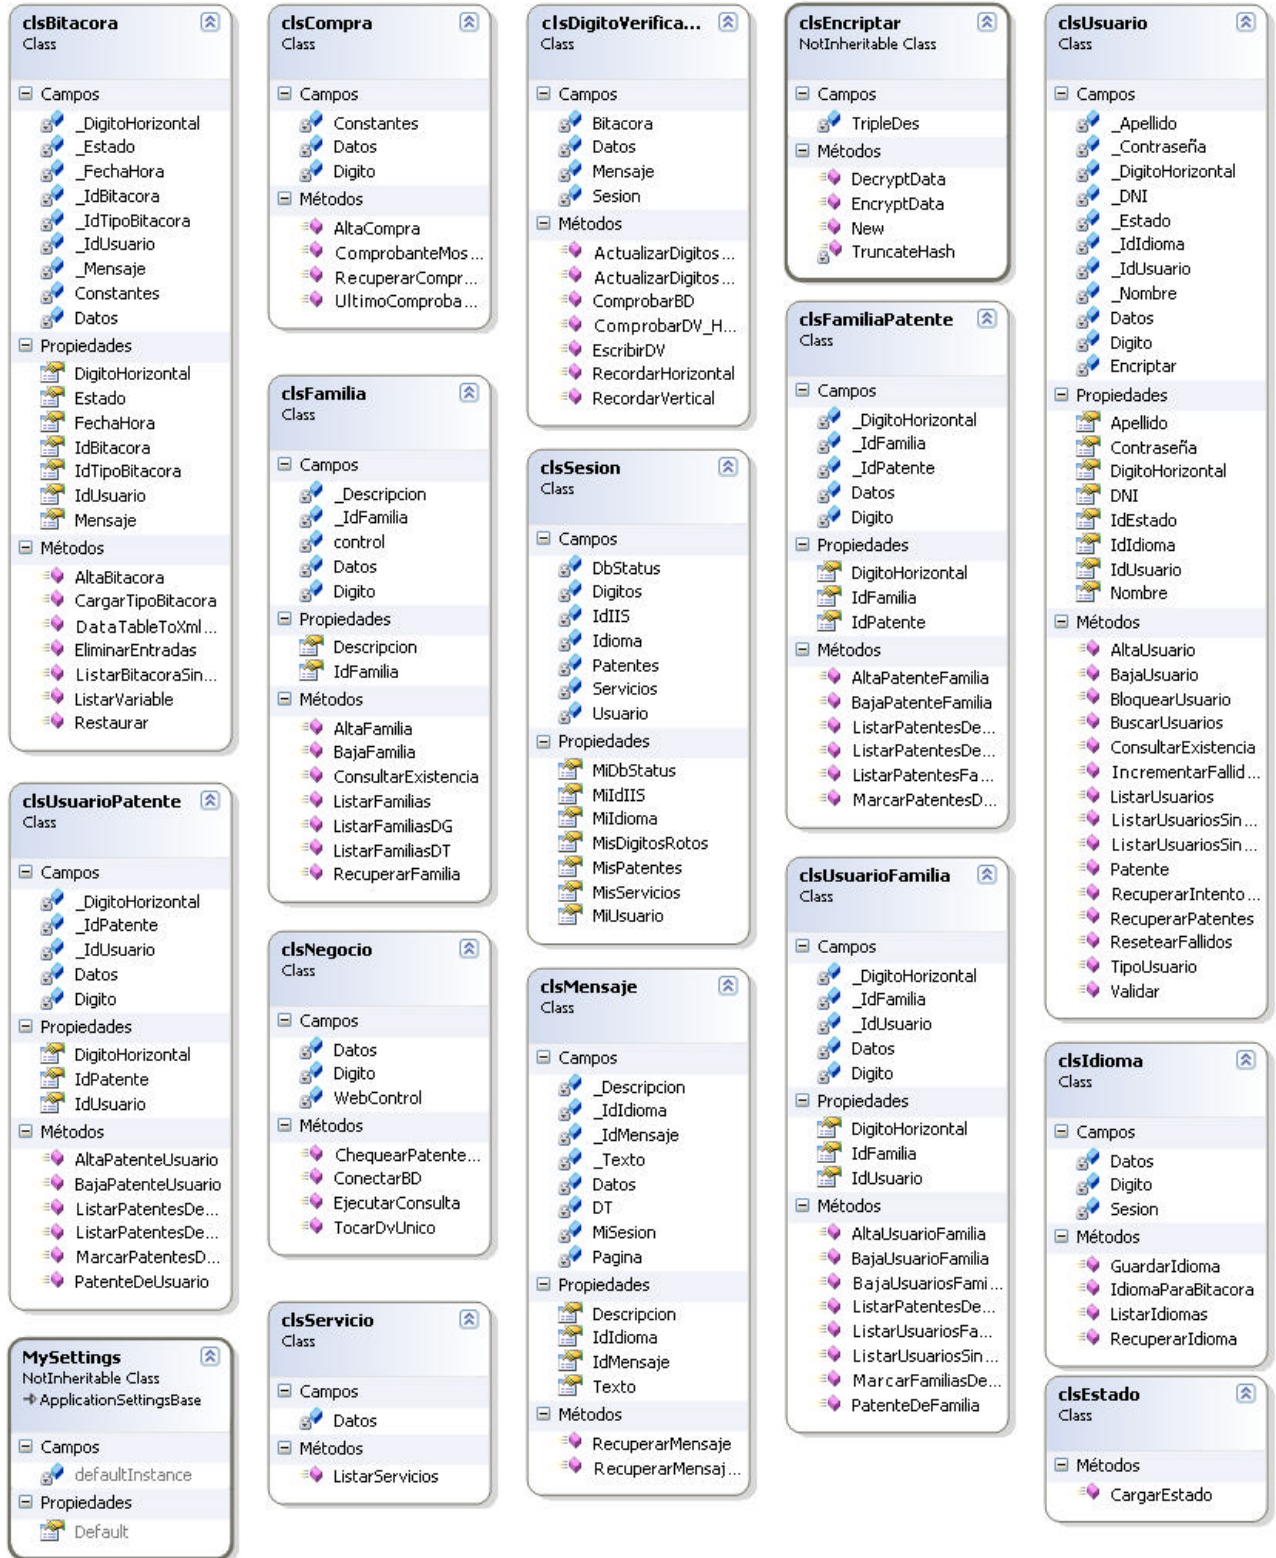 clsBitacora
Class
Campos
_DigitoHorizontal
_Estado
_FechaHora
_IdBitacora
_IdTipoBitacora
_IdUsuario
_Mensaje
Constantes
Datos
Propiedades
DigitoHorizontal
Estado
FechaHora
IdBitacora
IdTipoBitacora
IdUsuario
Mensaje
Métodos
AltaBitacora
CargarTipoBitacora
DataTableToXml...
EliminarEntradas
ListarBitacoraSin...
ListarVariable
Restaurar
clsUsuarioPatente
Class
Campos
_DigitoHorizontal
_IdPatente
_IdUsuario
Datos
Digito
Propiedades
DigitoHorizontal
IdPatente
IdUsuario
Métodos
AltaPatenteUsuario
BajaPatenteUsuario
ListarPatentesDe...
ListarPatentesDe...
MarcarPatentesD...
PatenteDeUsuario
MySettings
NotInheritable Class
ApplicationSettingsBase
Campos
defaultInstance
Propiedades
Default
clsCompra
Class
Campos
Constantes
Datos
Digito
Métodos
AltaCompra
ComprobanteMos...
RecuperarCompr...
UltimoComproba...
clsFamilia
Class
Campos
_Descripcion
_IdFamilia
control
Datos
Digito
Propiedades
Descripcion
IdFamilia
Métodos
AltaFamilia
BajaFamilia
ConsultarExistencia
ListarFamilias
ListarFamiliasDG
ListarFamiliasDT
RecuperarFamilia
clsNegocio
Class
Campos
Datos
Digito
WebControl
Métodos
ChequearPatente...
ConectarBD
EjecutarConsulta
TocarDvUnico
clsServicio
Class
Campos
Datos
Métodos
ListarServicios
clsDigitoVerifica...
Class
Campos
Bitacora
Datos
Mensaje
Sesion
Métodos
ActualizarDigitos...
ActualizarDigitos...
ComprobarBD
ComprobarDV_H...
EscribirDV
RecordarHorizontal
RecordarVertical
clsSesion
Class
Campos
DbStatus
Digitos
IdIIS
Idioma
Patentes
Servicios
Usuario
Propiedades
MiDbStatus
MiIdIIS
MiIdioma
MisDigitosRotos
MisPatentes
MisServicios
MiUsuario
clsMensaje
Class
Campos
_Descripcion
_IdIdioma
_IdMensaje
_Texto
Datos
DT
MiSesion
Pagina
Propiedades
Descripcion
IdIdioma
IdMensaje
Texto
Métodos
RecuperarMensaje
RecuperarMensaj...
clsEncriptar
NotInheritable Class
Campos
TripleDes
Métodos
DecryptData
EncryptData
New
TruncateHash
clsFamiliaPatente
Class
Campos
_DigitoHorizontal
_IdFamilia
_IdPatente
Datos
Digito
Propiedades
DigitoHorizontal
IdFamilia
IdPatente
Métodos
AltaPatenteFamilia
BajaPatenteFamilia
ListarPatentesDe...
ListarPatentesDe...
ListarPatentesFa...
MarcarPatentesD...
clsUsuarioFamilia
Class
Campos
_DigitoHorizontal
_IdFamilia
_IdUsuario
Datos
Digito
Propiedades
DigitoHorizontal
IdFamilia
IdUsuario
Métodos
AltaUsuarioFamilia
BajaUsuarioFamilia
BajaUsuariosFami...
ListarPatentesDe...
ListarUsuariosFa...
ListarUsuariosSin...
MarcarFamiliasDe...
PatenteDeFamilia
clsUsuario
Class
Campos
_Apellido
_Contraseña
_DigitoHorizontal
_DNI
_Estado
_IdIdioma
_IdUsuario
_Nombre
Datos
Digito
Encriptar
Propiedades
Apellido
Contraseña
DigitoHorizontal
DNI
IdEstado
IdIdioma
IdUsuario
Nombre
Métodos
AltaUsuario
BajaUsuario
BloquearUsuario
BuscarUsuarios
ConsultarExistencia
IncrementarFallid...
ListarUsuarios
ListarUsuariosSin...
ListarUsuariosSin...
Patente
RecuperarIntento...
RecuperarPatentes
ResetearFallidos
TipoUsuario
Validar
clsIdioma
Class
Campos
Datos
Digito
Sesion
Métodos
GuardarIdioma
IdiomaParaBitacora
ListarIdiomas
RecuperarIdioma
clsEstado
Class
Métodos
CargarEstado